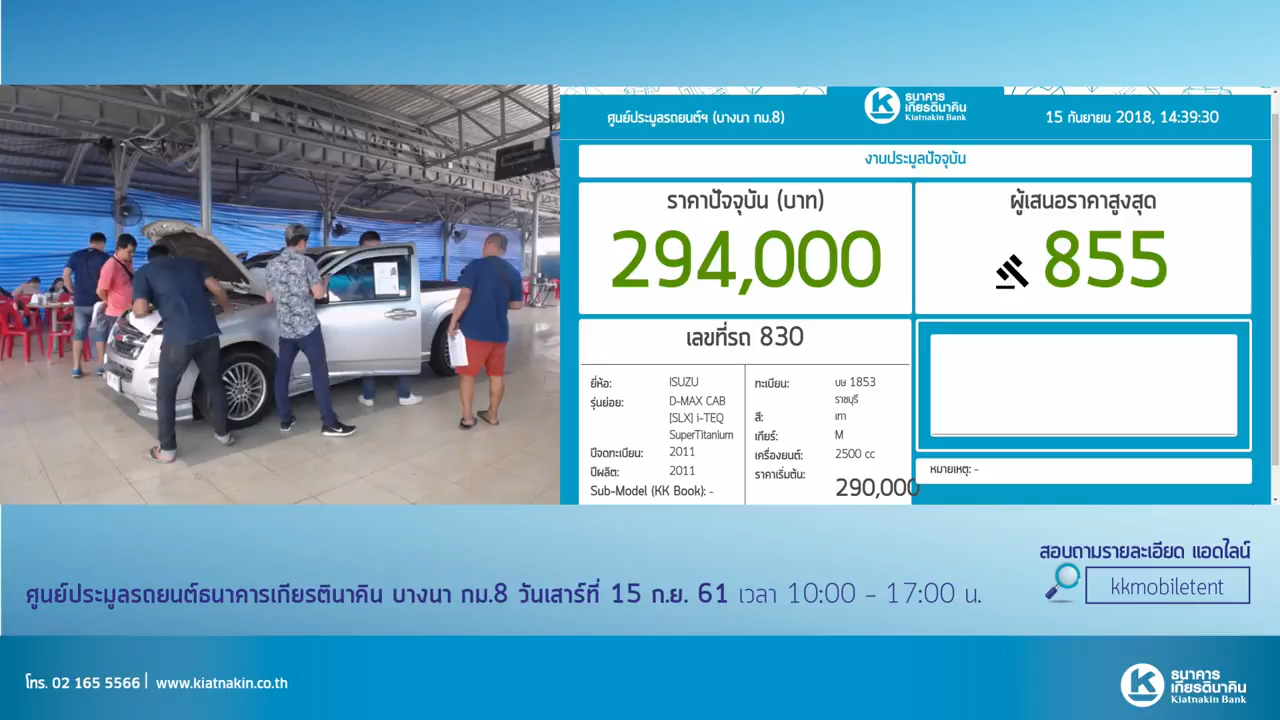 ธนาคาร
เกียรตินาคิน
Kiatnakin Bank
ศูนย์ประมูลรถยนต์ฯ (บางนา กม.8)
15 กันยายน 2018, 14:39:30
งานประมูลปัจจุบัน
ราคาปัจจุบัน (บาท)
294,000
ผู้เสนอราคาสูงสุด
855
เลขที่รถ 830
ยี่ห้อ: ISUZU
รุ่นย่อย: D-MAX CAB
[SLX] i-TEQ
SuperTitanium
ปีจดทะเบียน: 2011
ปีผลิต: 2011
Sub-Model (KK Book): -
ทะเบียน: บษ 1853
ราชบุรี
สี: เทา
เกียร์: M
เครื่องยนต์: 2500 cc
ราคาเริ่มต้น: 290,000
หมายเหตุ: -
สอบถามรายละเอียด แอดไลน์
kkmobiletent
ศูนย์ประมูลรถยนต์ธนาคารเกียรตินาคิน บางนา กม.8 วันเสาร์ที่ 15 ก.ย. 61 เวลา 10:00 - 17:00 น.
โทร. 02 165 5566 | www.kiatnakin.co.th
ธนาคาร
เกียรตินาคิน
Kiatnakin Bank